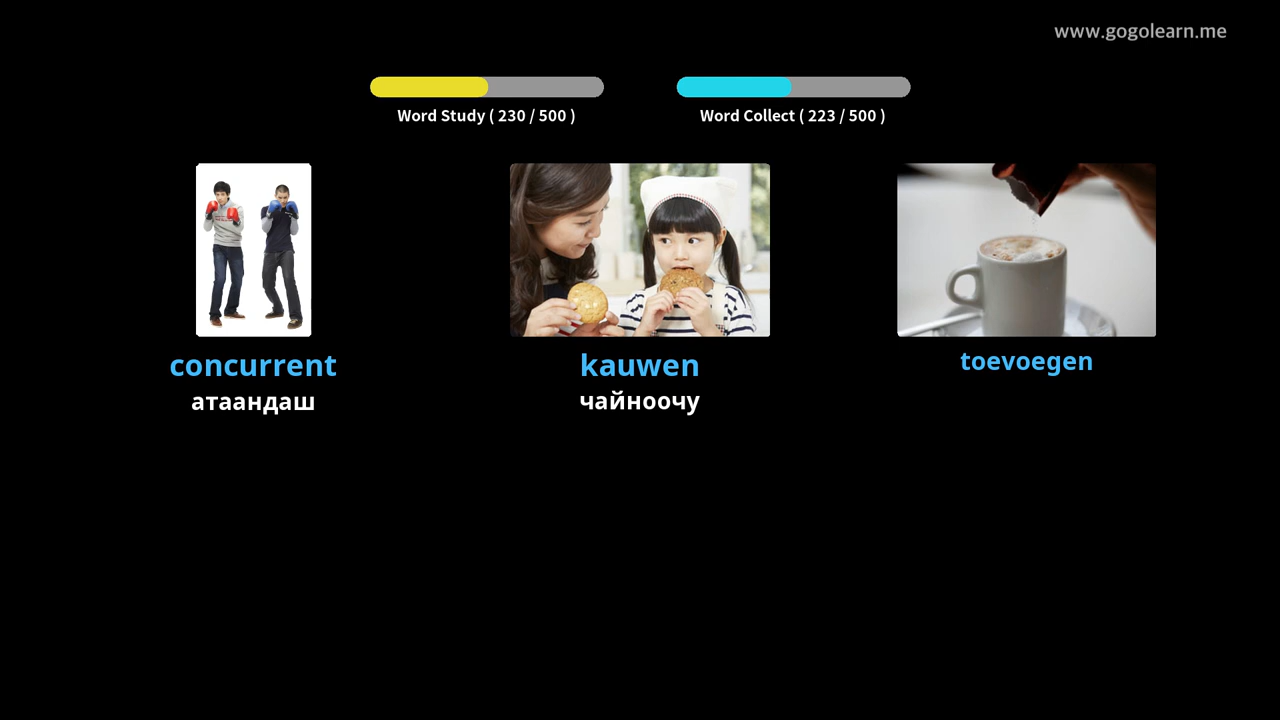 www.gogolearn.me
Word Study ( 230 / 500 )
Word Collect ( 223 / 500 )
concurrent
атаандаш
kauwen
чайноочу
toevoegen